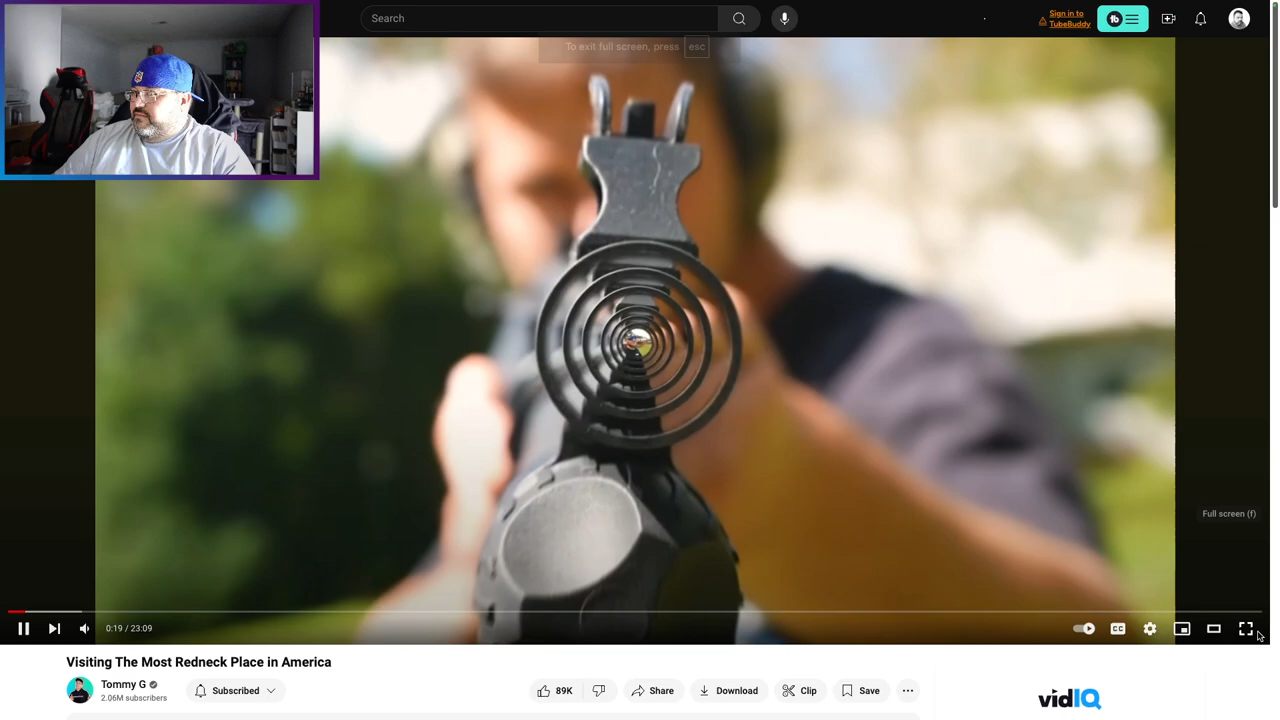 Search
Sign in to
TubeBuddy
To exit full screen, press esc
Full screen (f)
0:19 / 23:09
CC
Visiting The Most Redneck Place in America
Tommy G
2.06M subscribers
Subscribed
89K
Share
Download
Clip
Save
vidIQ